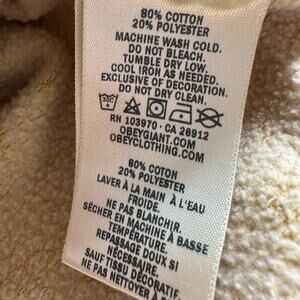 80% COTTON
20% POLYESTER
MACHINE WASH COLD.
DO NOT BLEACH.
TUMBLE DRY LOW.
COOL IRON AS NEEDED.
EXCLUSIVE OF DECORATION.
DO NOT DRY CLEAN.
30C
RN 103970 · CA 26912
OBEYGIANT.COM
OBEYCLOTHING.COM
80% COTON
20% POLYESTER
LAVER À LA MAIN À L'EAU
FROIDE.
NE PAS BLANCHIR.
SÉCHER EN MACHINE À BASSE
TEMPÉRATURE.
REPASSAGE DOUX SI
NÉCESSAIRE.
SAUF TISSU DÉCORATIF.
NE PAS NETTOYER À